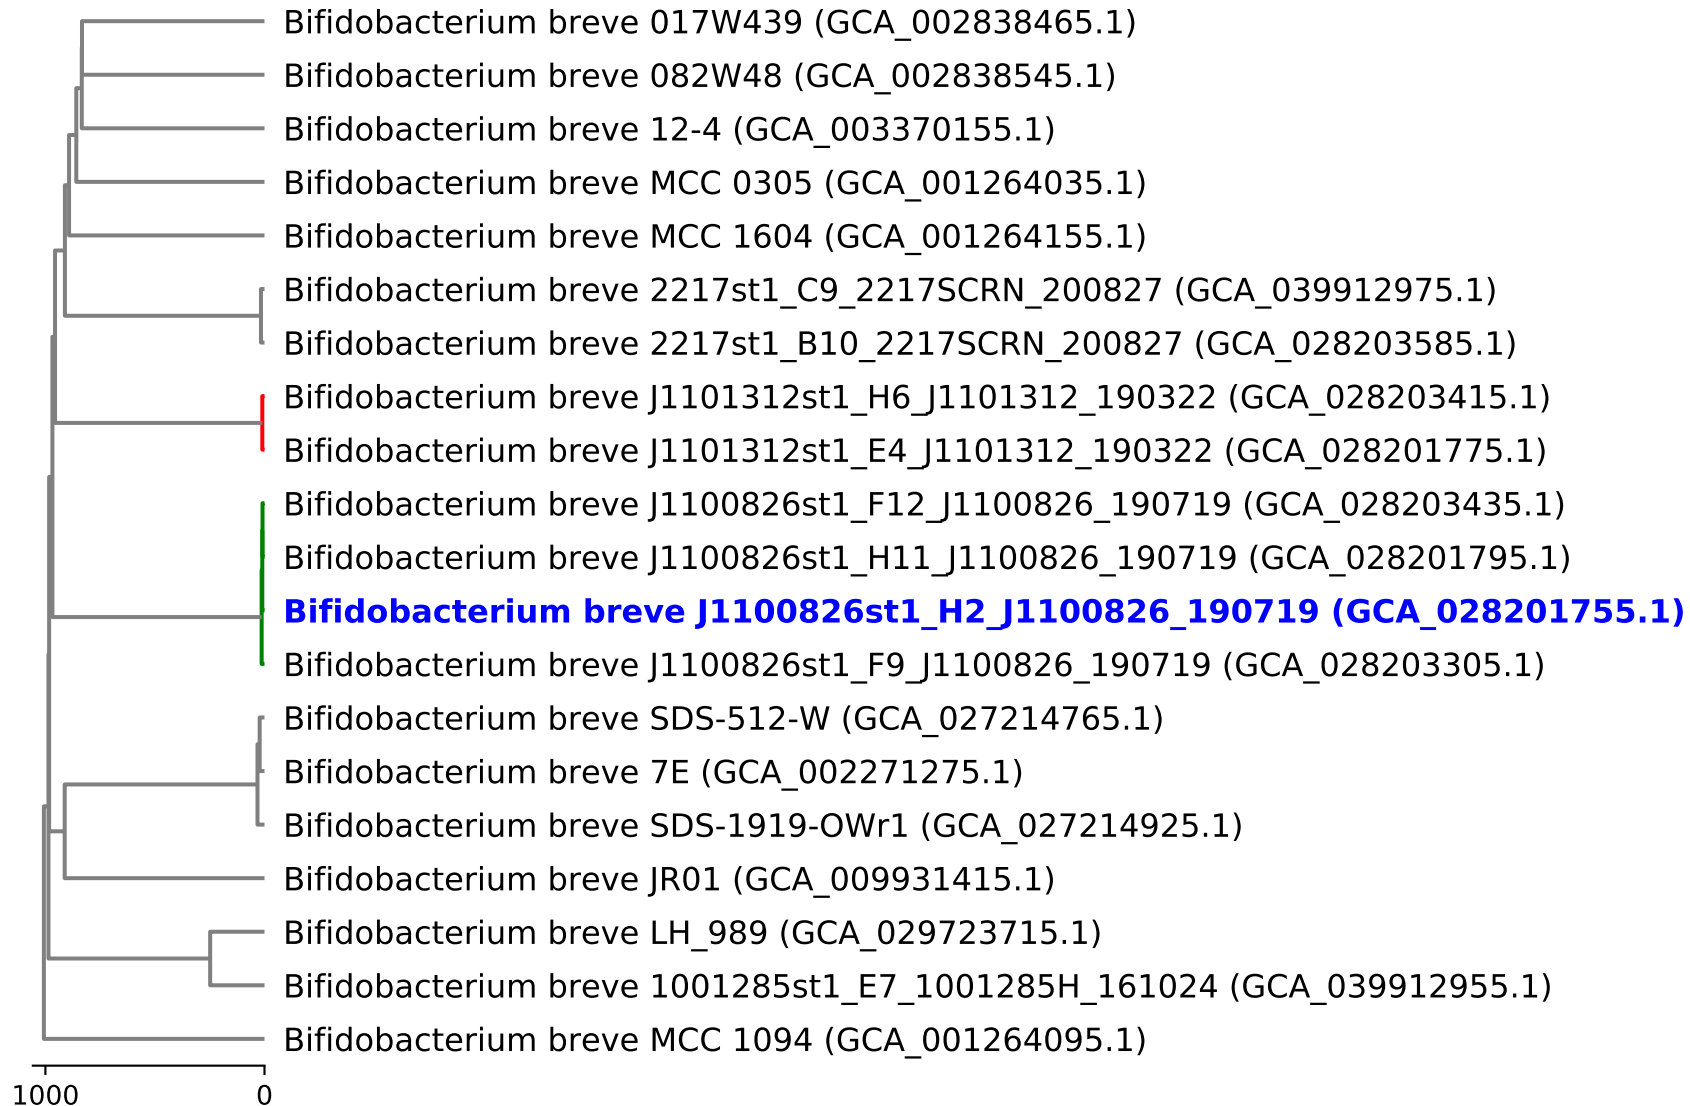 Bifidobacterium breve 017W439 (GCA_002838465.1)
Bifidobacterium breve 082W48 (GCA_002838545.1)
Bifidobacterium breve 12-4 (GCA_003370155.1)
Bifidobacterium breve MCC 0305 (GCA_001264035.1)
Bifidobacterium breve MCC 1604 (GCA_001264155.1)
Bifidobacterium breve 2217st1_C9_2217SCRN_200827 (GCA_039912975.1)
Bifidobacterium breve 2217st1_B10_2217SCRN_200827 (GCA_028203585.1)
Bifidobacterium breve J1101312st1_H6_J1101312_190322 (GCA_028203415.1)
Bifidobacterium breve J1101312st1_E4_J1101312_190322 (GCA_028201775.1)
Bifidobacterium breve J1100826st1_F12_J1100826_190719 (GCA_028203435.1)
Bifidobacterium breve J1100826st1_H11_J1100826_190719 (GCA_028201795.1)
Bifidobacterium breve J1100826st1_H2_J1100826_190719 (GCA_028201755.1)
Bifidobacterium breve J1100826st1_F9_J1100826_190719 (GCA_028203305.1)
Bifidobacterium breve SDS-512-W (GCA_027214765.1)
Bifidobacterium breve 7E (GCA_002271275.1)
Bifidobacterium breve SDS-1919-OWr1 (GCA_027214925.1)
Bifidobacterium breve JR01 (GCA_009931415.1)
Bifidobacterium breve LH_989 (GCA_029723715.1)
Bifidobacterium breve 1001285st1_E7_1001285H_161024 (GCA_039912955.1)
Bifidobacterium breve MCC 1094 (GCA_001264095.1)
1000 0